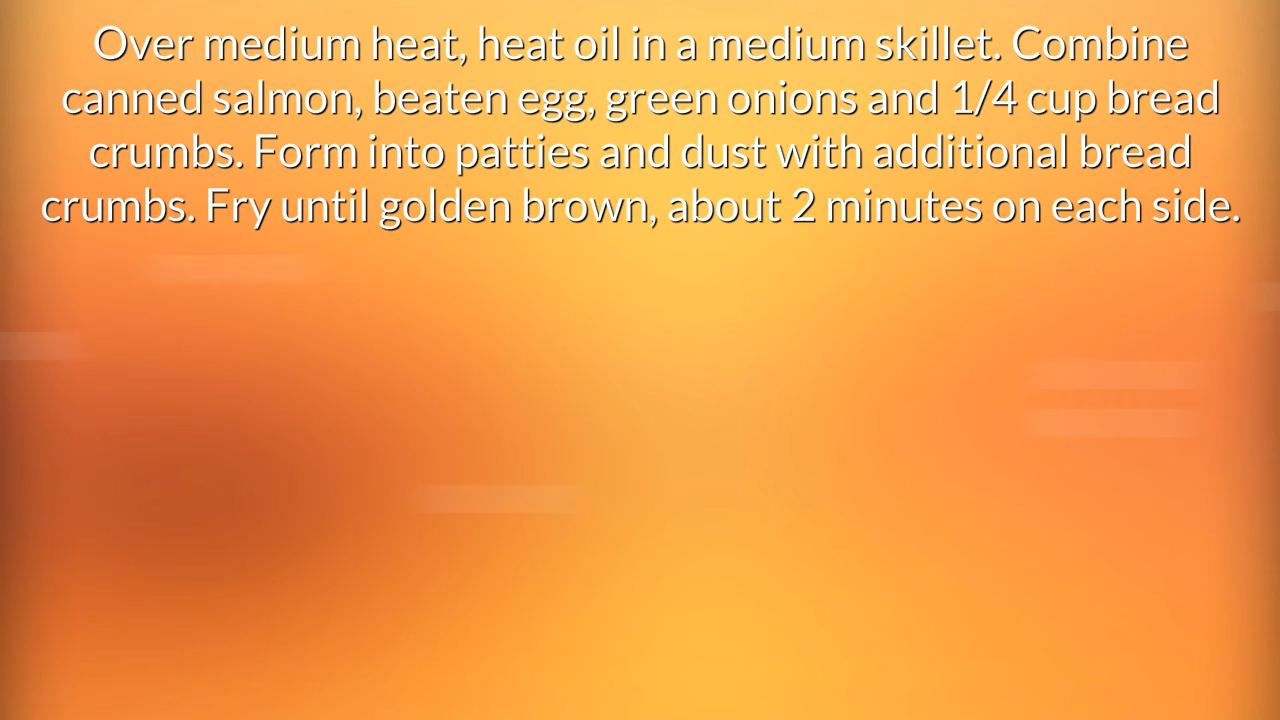 Over medium heat, heat oil in a medium skillet. Combine
canned salmon, beaten egg, green onions and 1/4 cup bread
crumbs. Form into patties and dust with additional bread
crumbs. Fry until golden brown, about 2 minutes on each side.